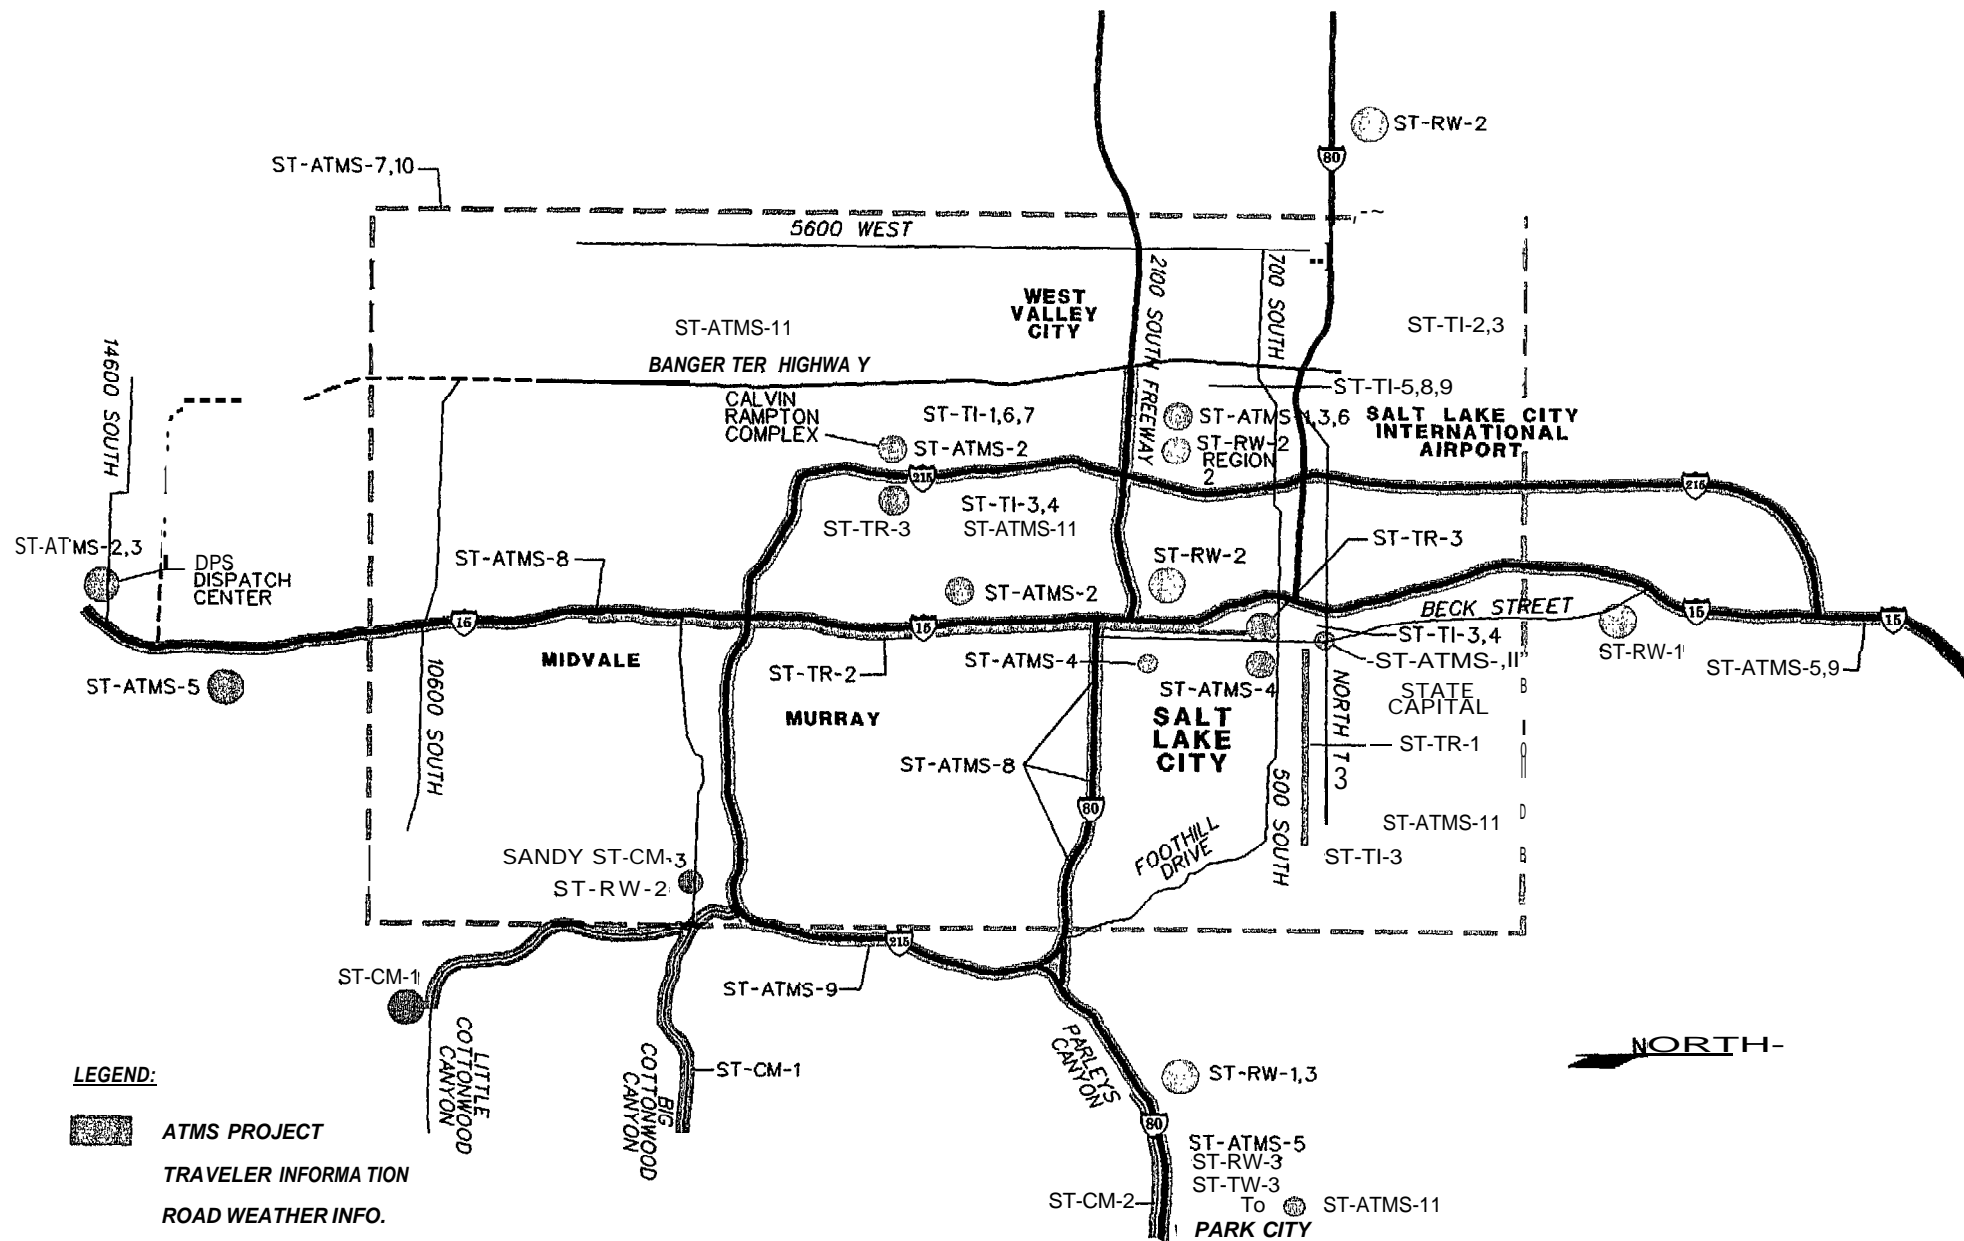 ST-RW-2
80
ST-ATMS-7,10
5600 WEST
2100 SOUTH FREEWAY
700 SOUTH
WEST
VALLEY
CITY
ST-ATMS-11
ST-TI-2,3
14600 SOUTH
BANGER TER HIGHWA Y
ST-TI-5,8,9
CALVIN
RAMPTON
COMPLEX
ST-TI-1,6,7
ST-ATMS-1,3,6
SALT LAKE CITY
INTERNATIONAL
AIRPORT
ST-ATMS-2
ST-RW-2
REGION
2
215
215
ST-TI-3,4
ST-TR-3
ST-ATMS-11
ST-TR-3
ST-ATMS-2,3
DPS
DISPATCH
CENTER
ST-ATMS-8
ST-RW-2
ST-ATMS-2
BECK STREET
15
15
15
15
ST-TI-3,4
ST-ATMS-,II"
STATE
CAPITAL
ST-RW-1
ST-ATMS-5,9
MIDVALE
ST-TR-2
ST-ATMS-4
ST-ATMS-4
ST-ATMS-5
10600 SOUTH
MURRAY
SALT
LAKE
CITY
NORTH T
3
B
ST-TR-1
ST-ATMS-8
80
500 SOUTH
D
ST-ATMS-11
B
FOOTHILL
DRIVE
ST-TI-3
SANDY ST-CM-3
ST-RW-2
215
ST-CM-1
ST-ATMS-9
LITTLE
COTTONWOOD
CANYON
BIG
COTTONWOOD
CANYON
PARLEYS
CANYON
NORTH-
ST-CM-1
ST-RW-1,3
LEGEND:
ATMS PROJECT
TRAVELER INFORMA TION
ROAD WEATHER INFO.
80
ST-ATMS-5
ST-RW-3
ST-TW-3
To
ST-ATMS-11
ST-CM-2
PARK CITY